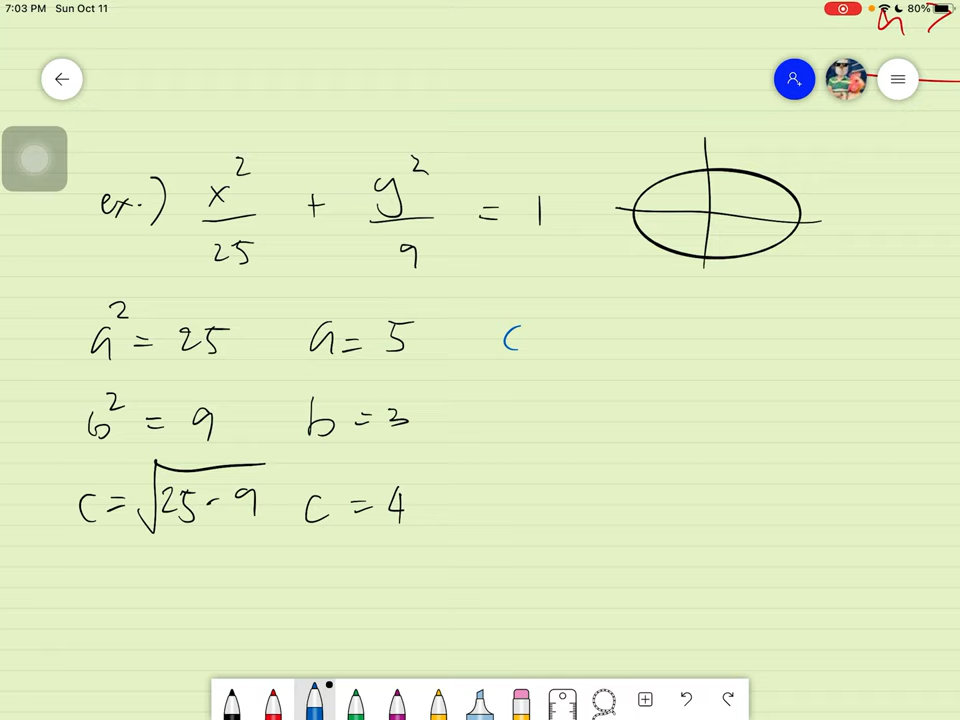 7:03 PM Sun Oct 11
80%
a >
ex.) x²/25 + y²/9 = 1
a² = 25 a = 5 C
b² = 9 b = 3
c = √25 - 9 c = 4